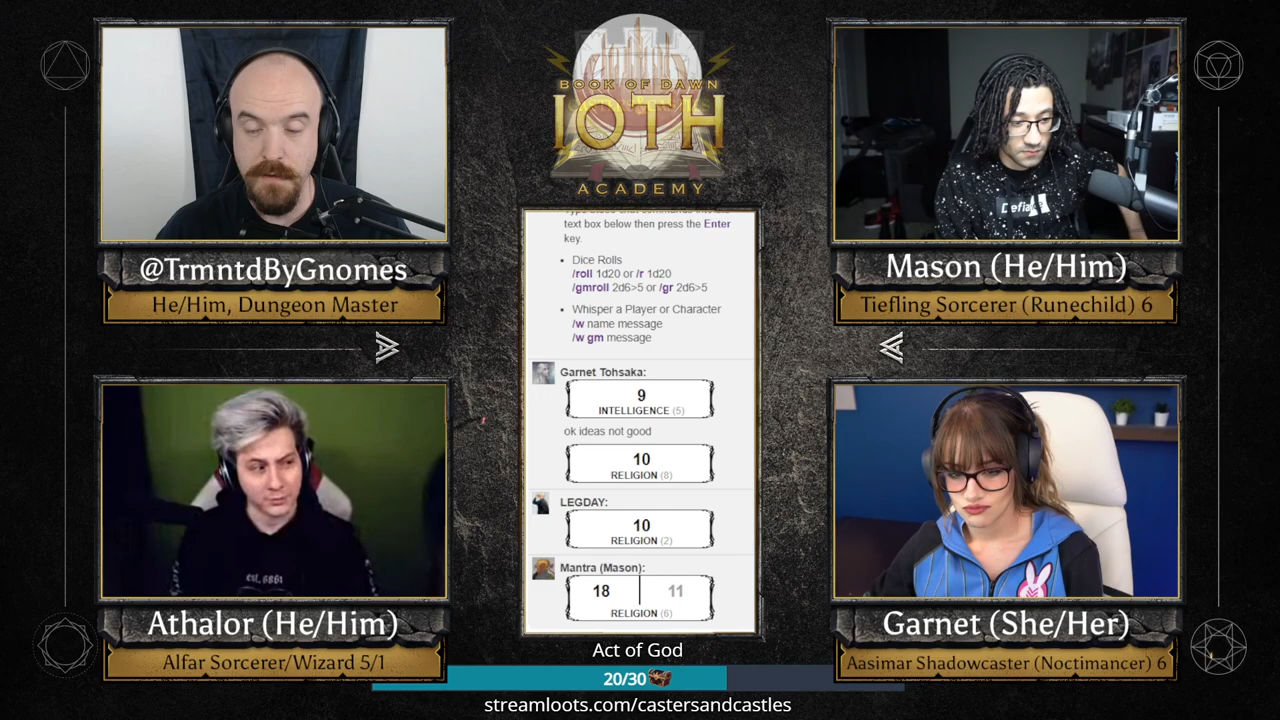 @TrmntdByGnomes
He/Him, Dungeon Master
BOOK OF DAWN
IOTH
ACADEMY
Mason (He/Him)
Tiefling Sorcerer (Runechild) 6
text box below then press the Enter
key.
• Dice Rolls
/roll 1d20 or /r 1d20
/gmroll 2d6>5 or /gr 2d6>5
• Whisper a Player or Character
/w name message
/w gm message
Garnet Tohsaka:
9
INTELLIGENCE (5)
ok ideas not good
10
RELIGION (8)
LEGDAY:
10
RELIGION (2)
Mantra (Mason):
18 11
RELIGION (6)
est. 6661
Athalor (He/Him)
Alfar Sorcerer/Wizard 5/1
Garnet (She/Her)
Aasimar Shadowcaster (Noctimancer) 6
Act of God
20/30
streamloots.com/castersandcastles